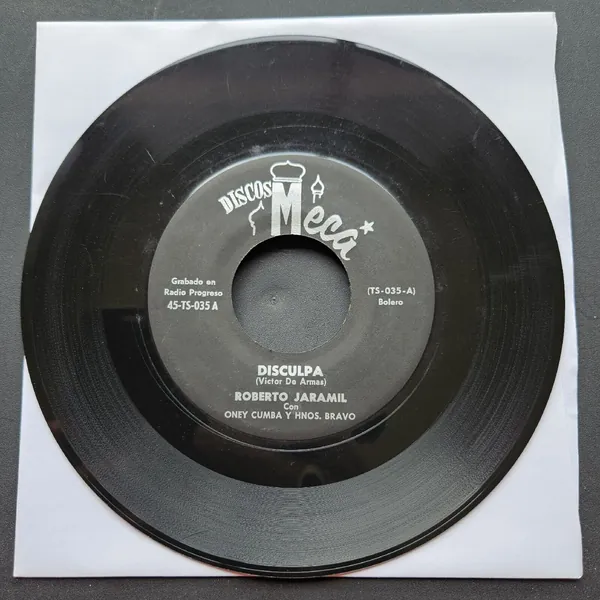 DISCOS
Meca
Grabado en
Radio Progreso
45-TS-035 A
(TS-035-A)
Bolero
DISCULPA
(Victor De Armas)
ROBERTO JARAMIL
Con
ONEY CUMBA Y HNOS. BRAVO